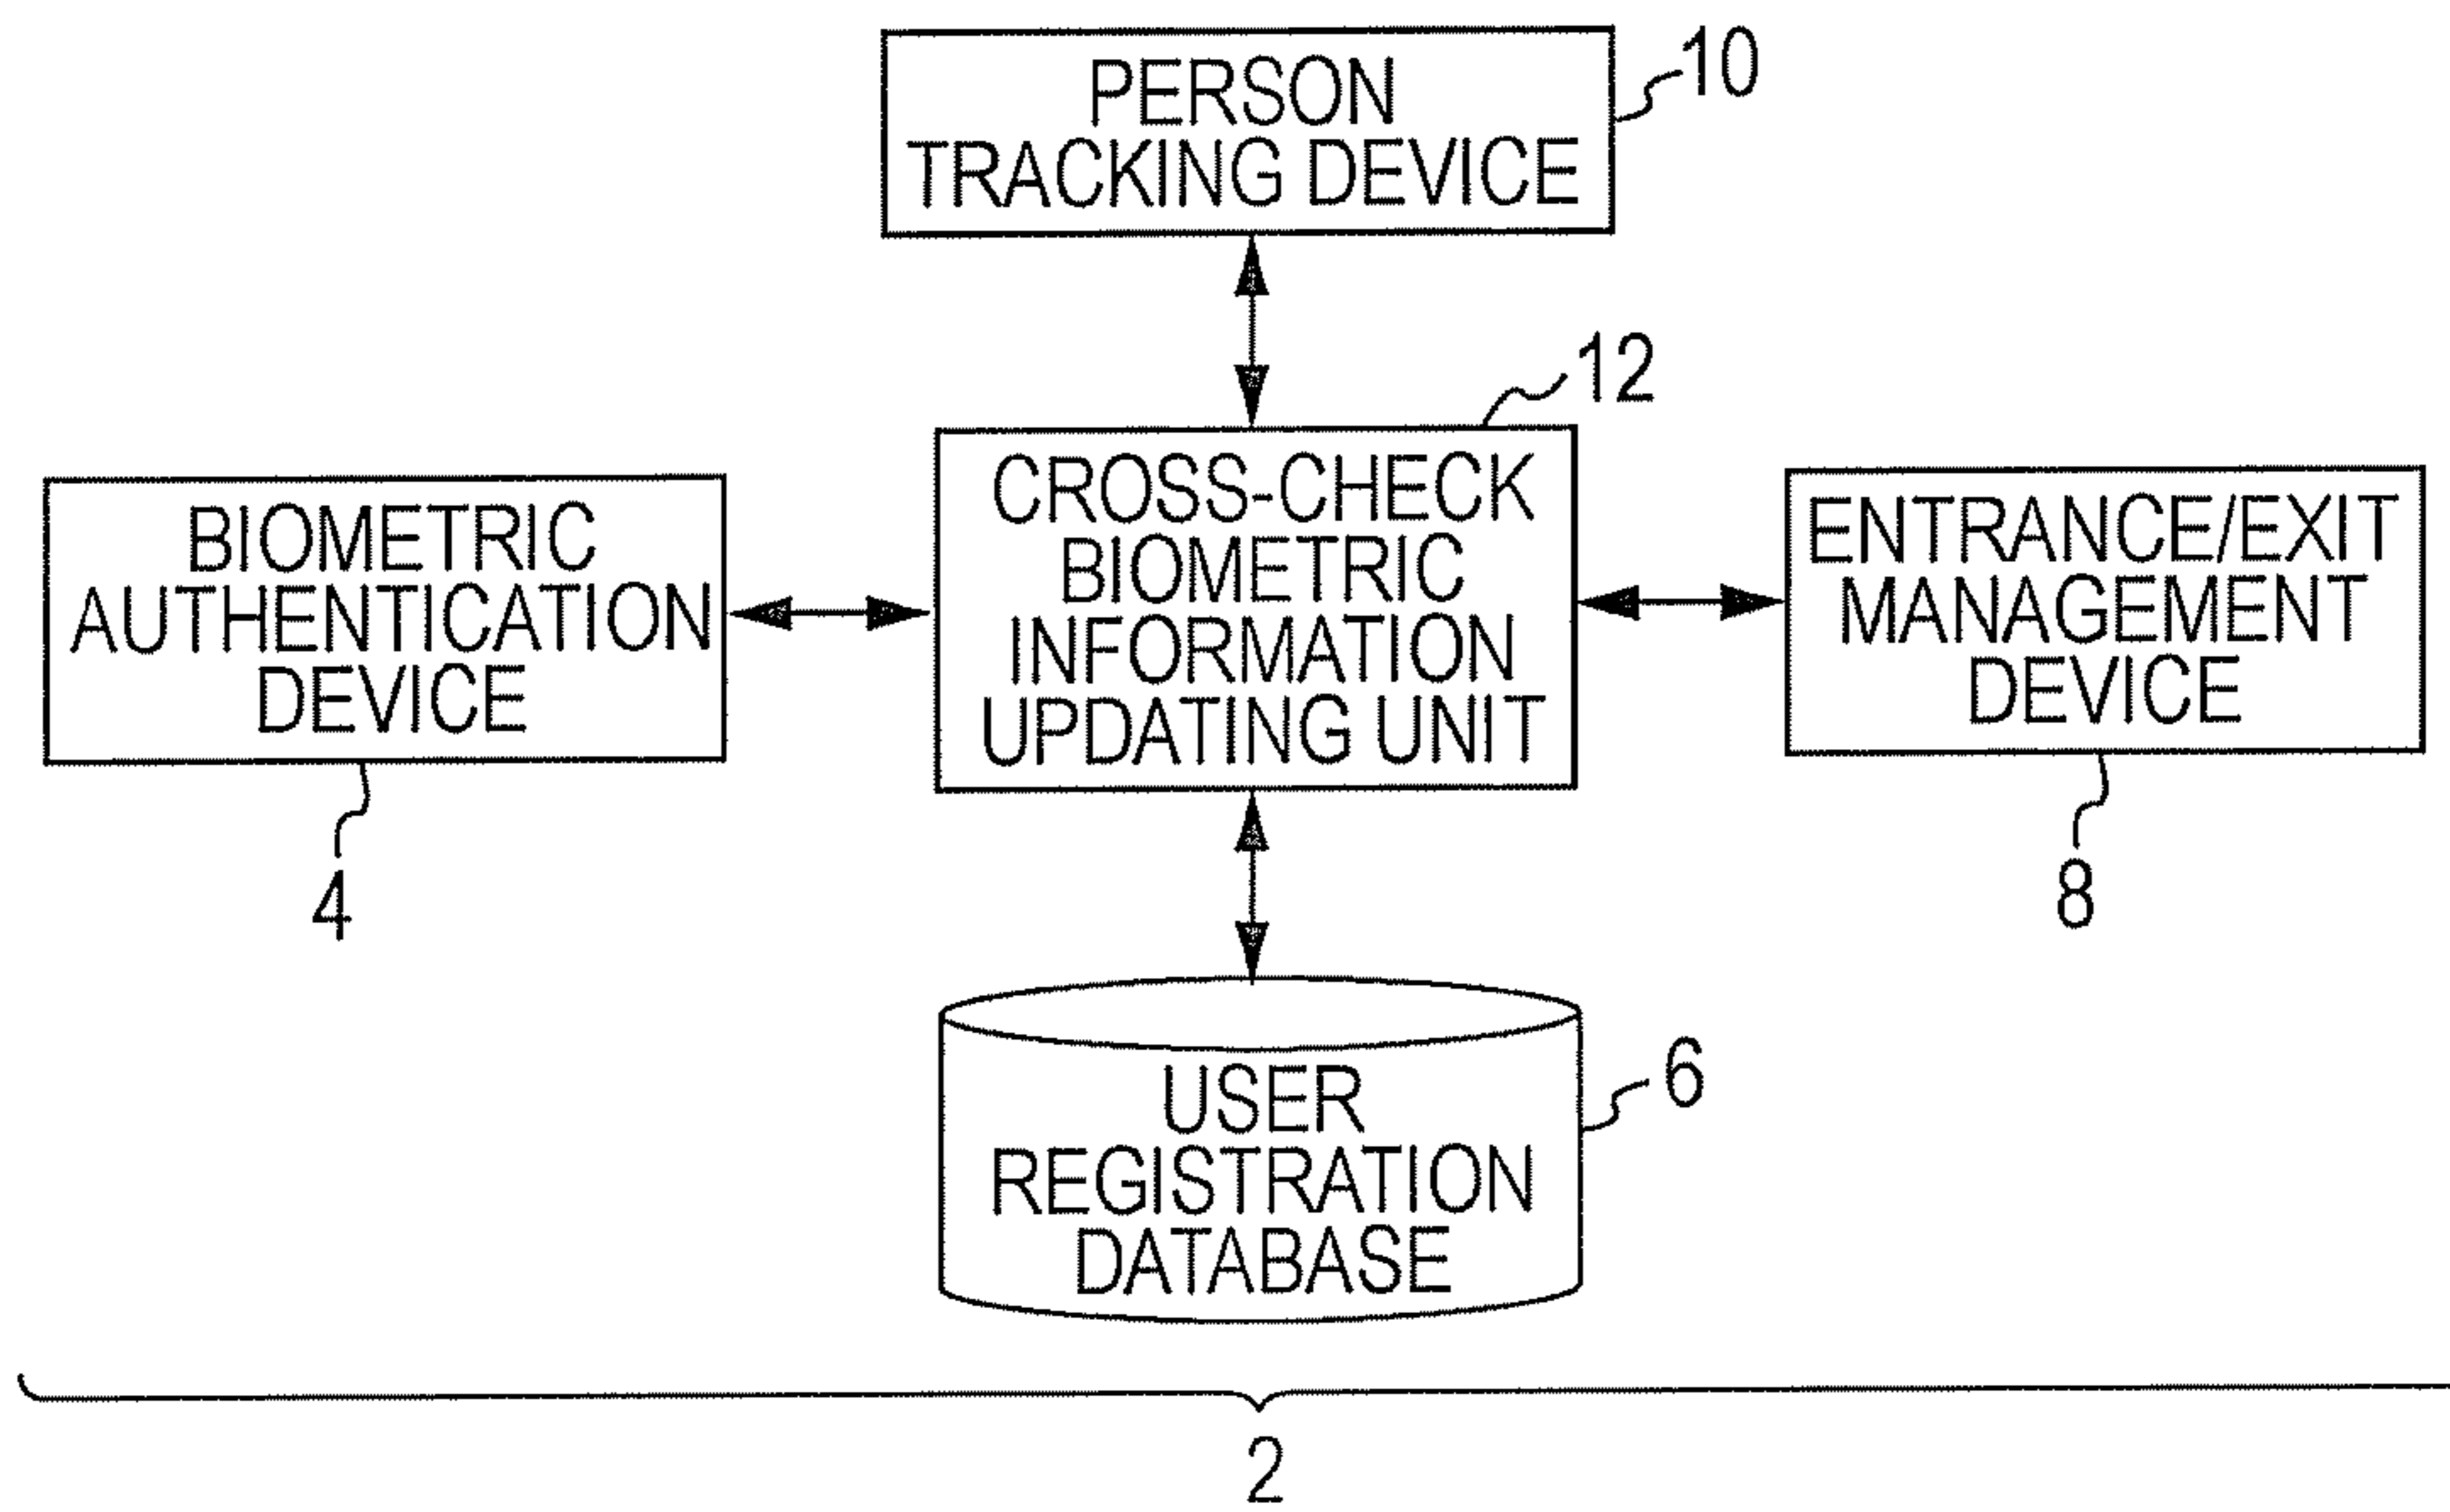 PERSON
TRACKING DEVICE
10
12
BIOMETRIC
AUTHENTICATION
DEVICE
4
CROSS-CHECK
BIOMETRIC
INFORMATION
UPDATING UNIT
ENTRANCE/EXIT
MANAGEMENT
DEVICE
8
USER
REGISTRATION
DATABASE
6
2